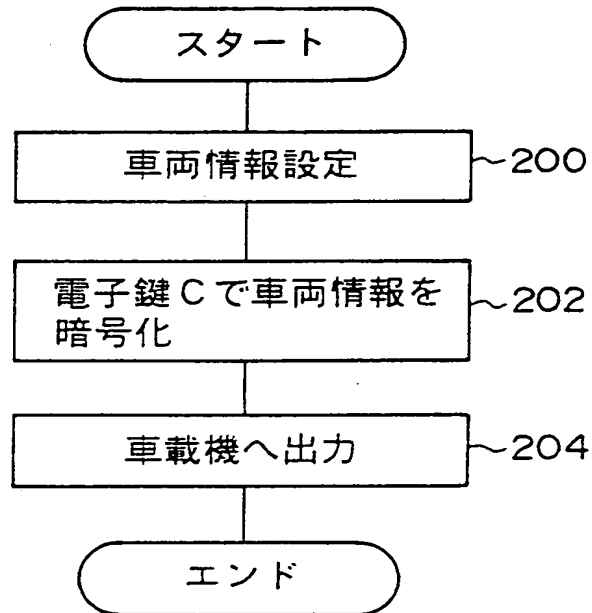 スタート
車両情報設定 200
電子鍵Cで車両情報を 202
暗号化
車載機へ出力 204
エンド